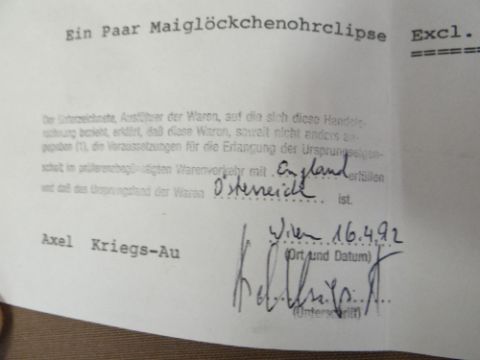 Ein Paar Maiglöckchenohrclipse Excl.
Der Unterzeichnete, Ausführer der Waren, auf die sich diese Handels-
rechnung bezieht, erklärt, daß diese Waren, soweit nicht anders an-
gegeben (1), die Voraussetzungen für die Erlangung der Ursprungseigen-
schaft im präferenzbegünstigten Warenverkehr mit England erfüllen
und daß das Ursprungsland der Waren Österreich ist.
Wien 16.4.92
(Ort und Datum)
Axel Kriegs-Au
(Unterschrift)